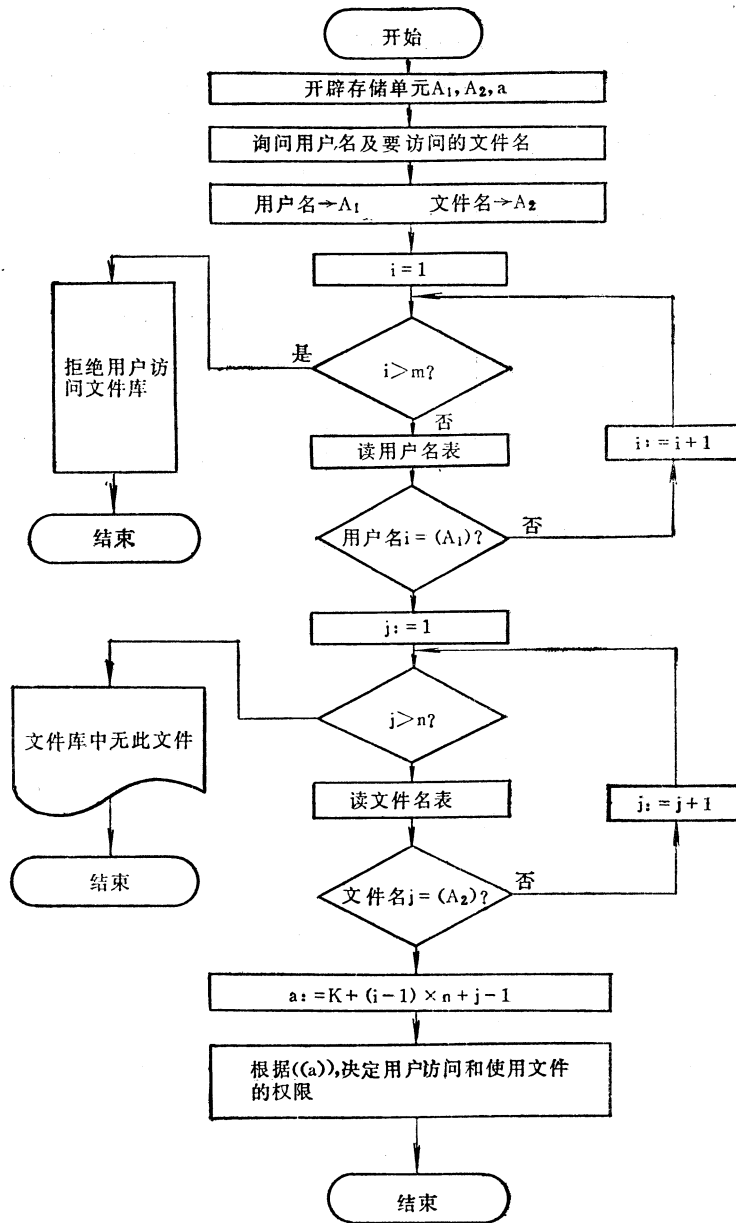 开始
开辟存储单元A₁,A₂,a
询问用户名及要访问的文件名
用户名→A₁ 文件名→A₂
i=1
是
i>m?
拒绝用户访
问文件库
否
读用户名表
i:=i+1
结束
用户名i=(A₁)?
否
j:=1
j>n?
文件库中无此文件
读文件名表
j:=j+1
结束
文件名j=(A₂)?
否
a:=K+(i-1)×n+j-1
根据((a)),决定用户访问和使用文件
的权限
结束